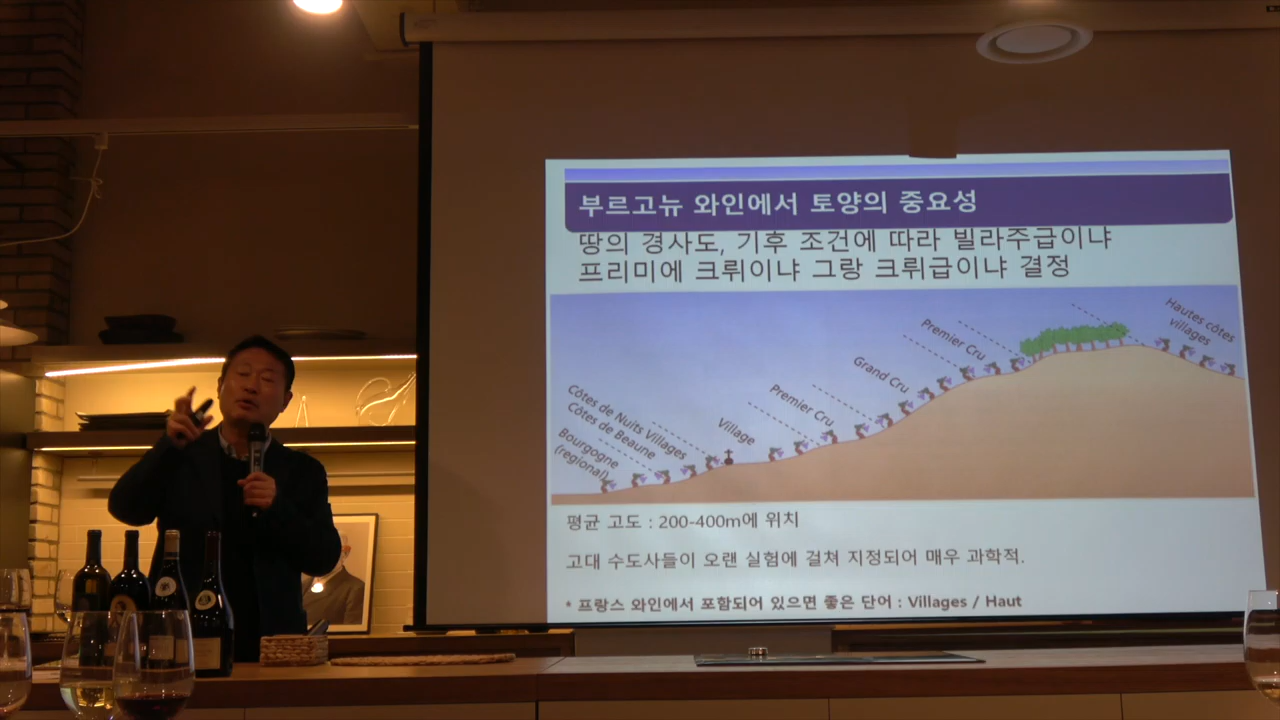 부르고뉴 와인에서 토양의 중요성
땅의 경사도, 기후 조건에 따라 빌라주급이냐
프리미에 크뤼이냐 그랑 크뤼급이냐 결정
Hautes côtes
villages
Premier Cru
Grand Cru
Premier Cru
Village
Côtes de Nuits Villages
Côtes de Beaune
Bourgogne
(regional)
평균 고도 : 200-400m에 위치
고대 수도사들이 오랜 실험에 걸쳐 지정되어 매우 과학적.
* 프랑스 와인에서 포함되어 있으면 좋은 단어 : Villages / Haut